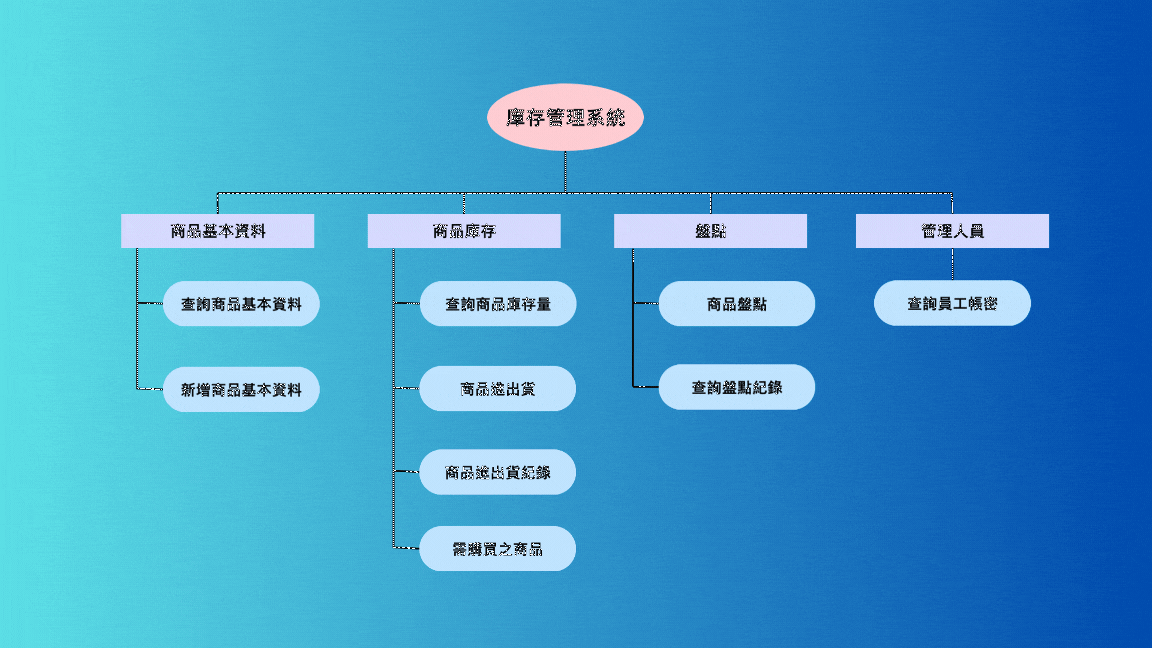 庫存管理系統
商品基本資料
商品庫存
盤點
管理人員
查詢商品基本資料
查詢商品庫存量
商品盤點
查詢員工帳密
新增商品基本資料
商品進出貨
查詢盤點紀錄
商品進出貨紀錄
需購買之商品